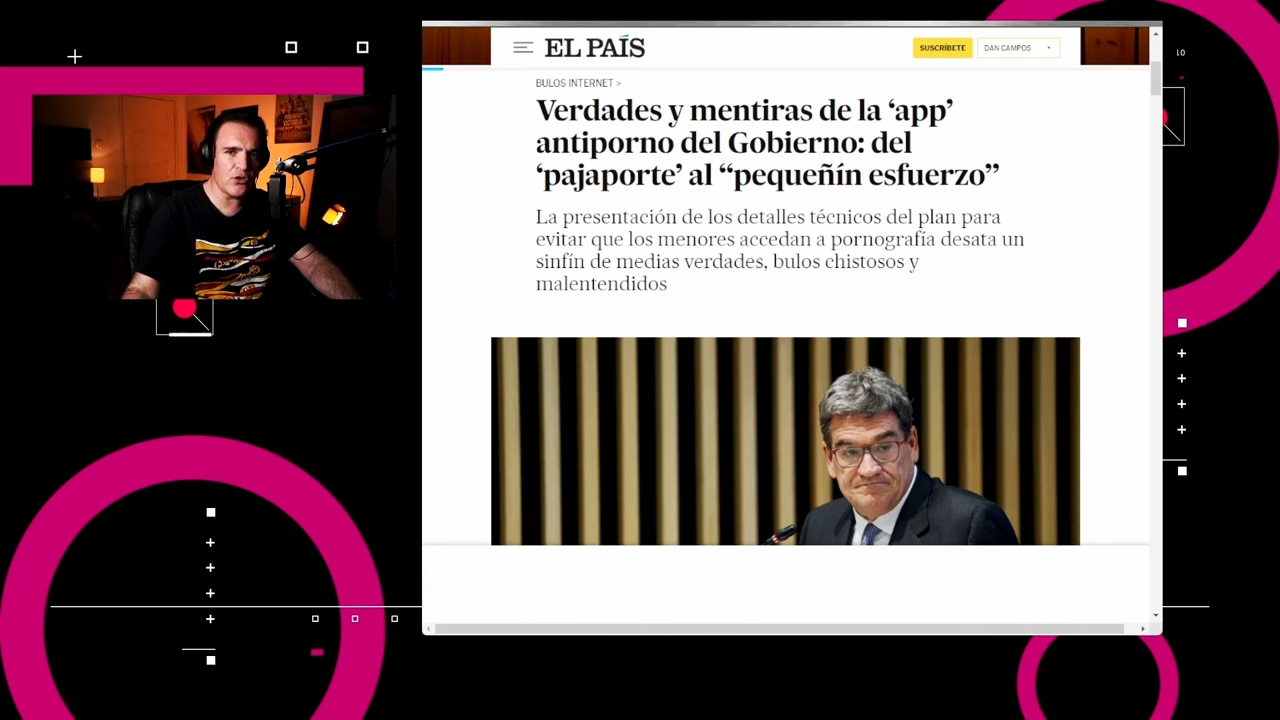 EL PAÍS
SUSCRÍBETE
DAN CAMPOS
BULOS INTERNET >
Verdades y mentiras de la ‘app’
antiporno del Gobierno: del
‘pajaporte’ al “pequeñín esfuerzo”
La presentación de los detalles técnicos del plan para
evitar que los menores accedan a pornografía desata un
sinfín de medias verdades, bulos chistosos y
malentendidos